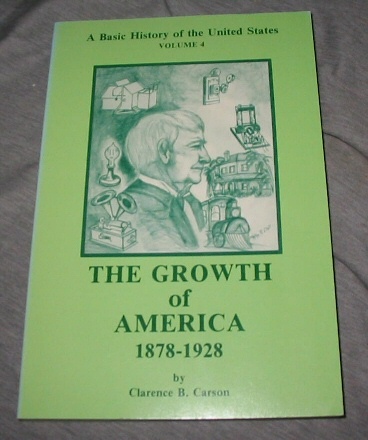 A Basic History of the United States
VOLUME 4
THE GROWTH
of
AMERICA
1878-1928
by
Clarence B. Carson